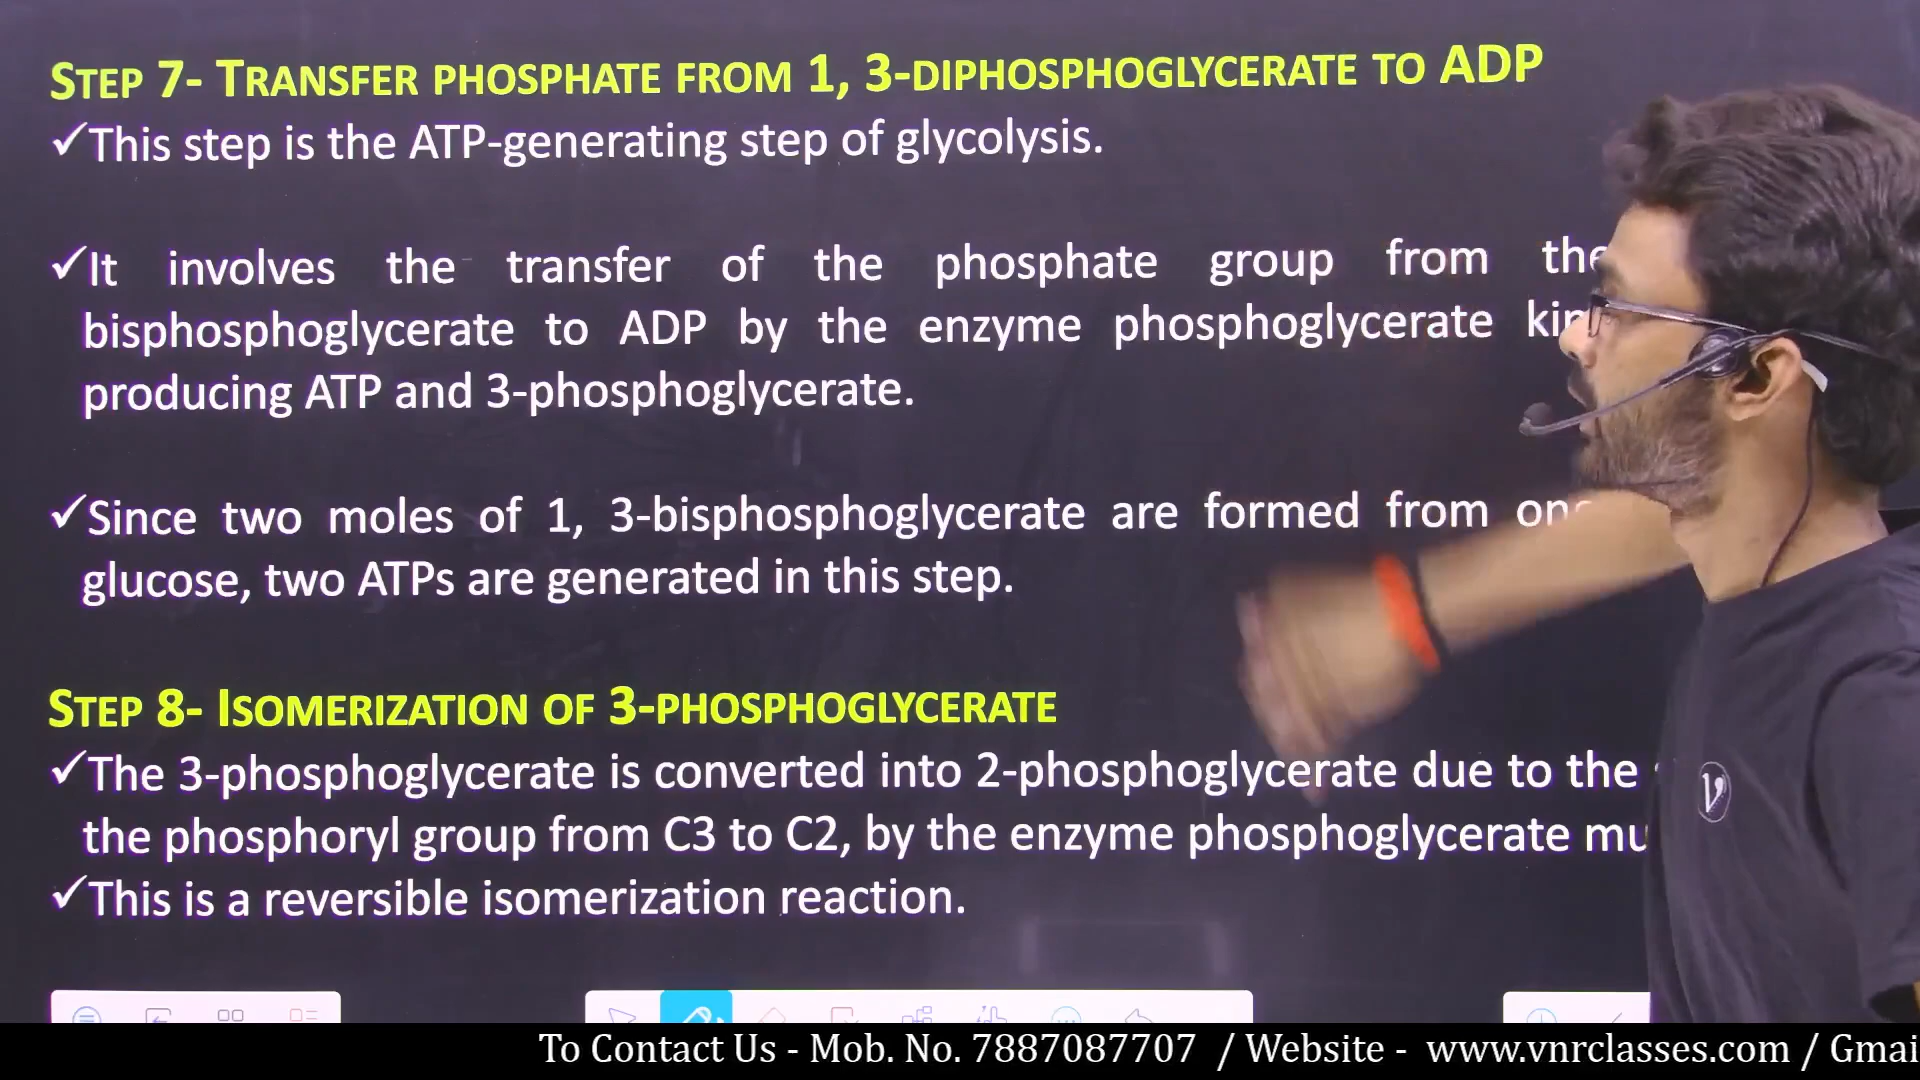 STEP 7- TRANSFER PHOSPHATE FROM 1, 3-DIPHOSPHOGLYCERATE TO ADP
✓This step is the ATP-generating step of glycolysis.
✓It involves the transfer of the phosphate group from the
bisphosphoglycerate to ADP by the enzyme phosphoglycerate
producing ATP and 3-phosphoglycerate.
✓Since two moles of 1, 3-bisphosphoglycerate are formed from
glucose, two ATPs are generated in this step.
STEP 8- ISOMERIZATION OF 3-PHOSPHOGLYCERATE
✓The 3-phosphoglycerate is converted into 2-phosphoglycerate due to the
the phosphoryl group from C3 to C2, by the enzyme phosphoglycerate
✓This is a reversible isomerization reaction.
To Contact Us - Mob. No. 7887087707 / Website - www.vnrclasses.com / Gmai